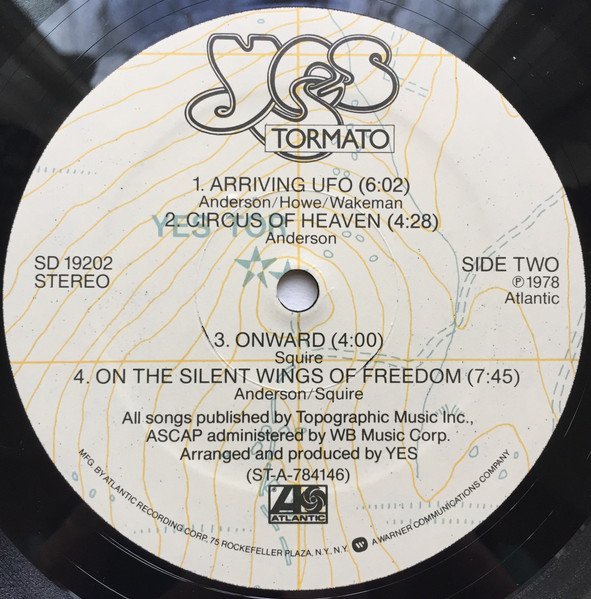 YES
TORMATO
1. ARRIVING UFO (6:02)
Anderson/Howe/Wakeman
2. CIRCUS OF HEAVEN (4:28)
Anderson
YES TOR
SD 19202
STEREO
SIDE TWO
℗ 1978
Atlantic
3. ONWARD (4:00)
Squire
4. ON THE SILENT WINGS OF FREEDOM (7:45)
Anderson/Squire
All songs published by Topographic Music Inc.,
ASCAP administered by WB Music Corp.
Arranged and produced by YES
(ST-A-784146)
ATLANTIC
MFG. BY ATLANTIC RECORDING CORP., 75 ROCKEFELLER PLAZA, N.Y., N.Y. A WARNER COMMUNICATIONS COMPANY